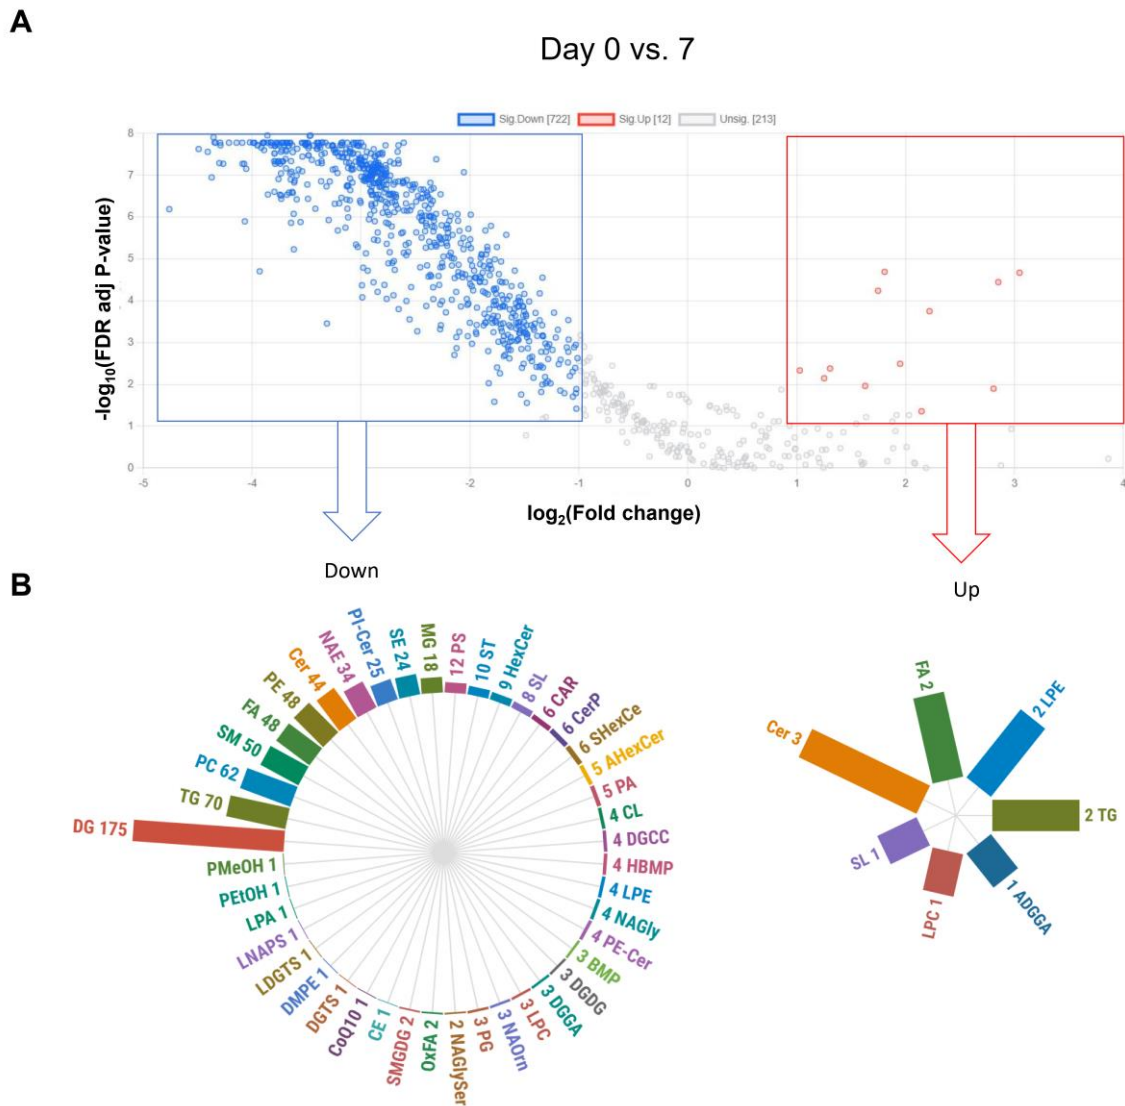 A
Day 0 vs. 7
Sig.Down [722] Sig.Up [12] Unsig. [213]
-log10(FDR adj P-value)
8
7
6
5
4
3
2
1
0
-5 -4 -2 -1 0 1 2 3 4
log2(Fold change)
Down
Up
B
DG 175
TG 70
PC 62
SM 50
FA 48
PE 48
Cer 44
NAE 34
PI-Cer 25
SE 24
MG 18
12 PS
10 ST
9 HexCer
8 SL
6 CAR
6 CerP
6 SHexCe
5 AHexCer
5 PA
4 CL
4 DGCC
4 HBMP
4 LPE
4 NAGly
4 PE-Cer
3 BMP
3 DGDG
3 DGGA
3 LPC
3 NAOrn
3 PG
2 NAGlySer
OxFA 2
SMGDG 2
CE 1
CoQ10 1
DGTS 1
DMPE 1
LDGTS 1
LNAPS 1
LPA 1
PEtOH 1
PMeOH 1
Cer 3
FA 2
2 LPE
2 TG
1 ADGGA
LPC 1
SL 1